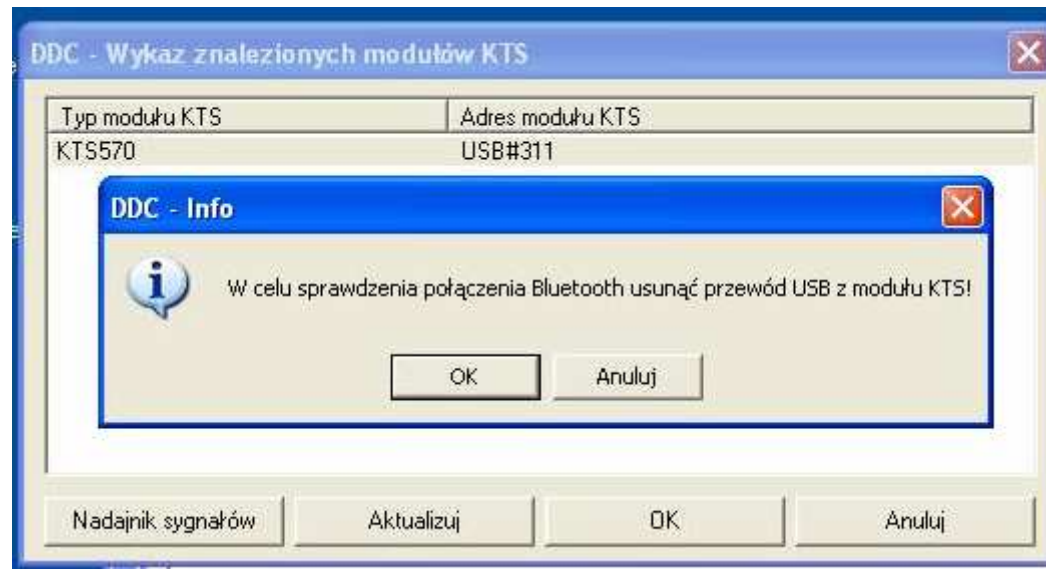 DDC - Wykaz znalezionych modułów KTS
Typ modułu KTS Adres modułu KTS
KTS570 USB#311
DDC - Info
W celu sprawdzenia połączenia Bluetooth usunąć przewód USB z modułu KTS!
OK Anuluj
Nadajnik sygnałów Aktualizuj OK Anuluj